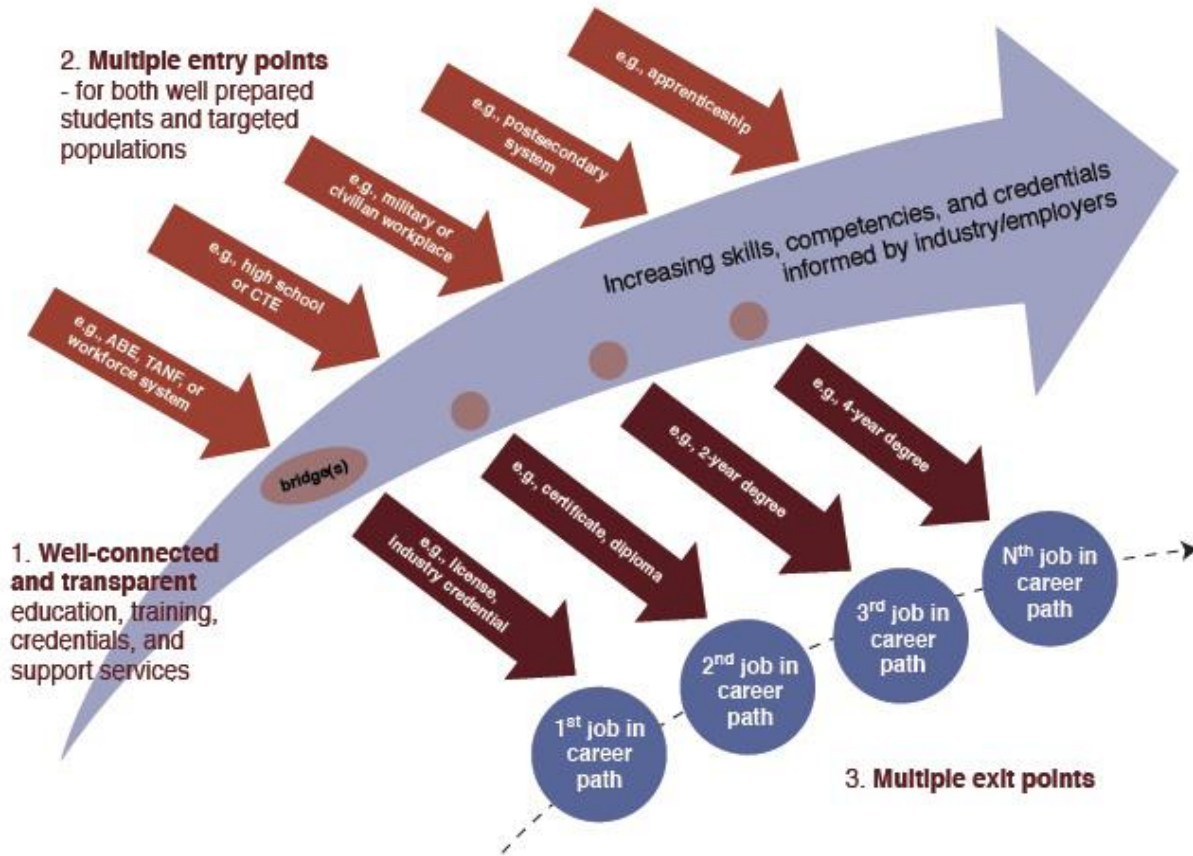 2. Multiple entry points
- for both well prepared
students and targeted
populations
e.g., apprenticeship
e.g., postsecondary
system
e.g., military or
civilian workplace
e.g., high school
or CTE
e.g., ABE, TANF, or
workforce system
Increasing skills, competencies, and credentials
informed by industry/employers
bridge(s)
1. Well-connected
and transparent
education, training,
credentials, and
support services
e.g., license,
industry credential
e.g., certificate, diploma
e.g., 2-year degree
e.g., 4-year degree
1st job in
career
path
2nd job in
career
path
3rd job in
career
path
Nth job in
career
path
3. Multiple exit points